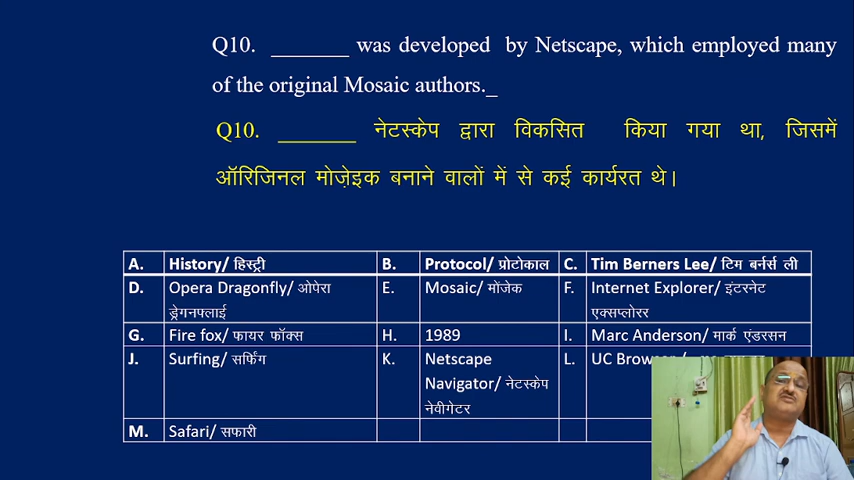 Q10. _______ was developed by Netscape, which employed many
of the original Mosaic authors._
Q10. _______ नेटस्केप द्वारा विकसित किया गया था, जिसमें
ऑरिजिनल मोज़ेइक बनाने वालों में से कई कार्यरत थे।
A. History/ हिस्ट्री B. Protocol/ प्रोटोकाल C. Tim Berners Lee/ टिम बर्नर्स ली
D. Opera Dragonfly/ ओपेरा
ड्रेगनफ्लाई
E. Mosaic/ मोंजेक
F. Internet Explorer/ इंटरनेट
एक्सप्लोरर
G. Fire fox/ फायर फॉक्स H. 1989 I. Marc Anderson/ मार्क एंडरसन
J. Surfing/ सर्फिंग
K. Netscape
Navigator/ नेटस्केप
नेवीगेटर
L. UC Browser/
M. Safari/ सफारी